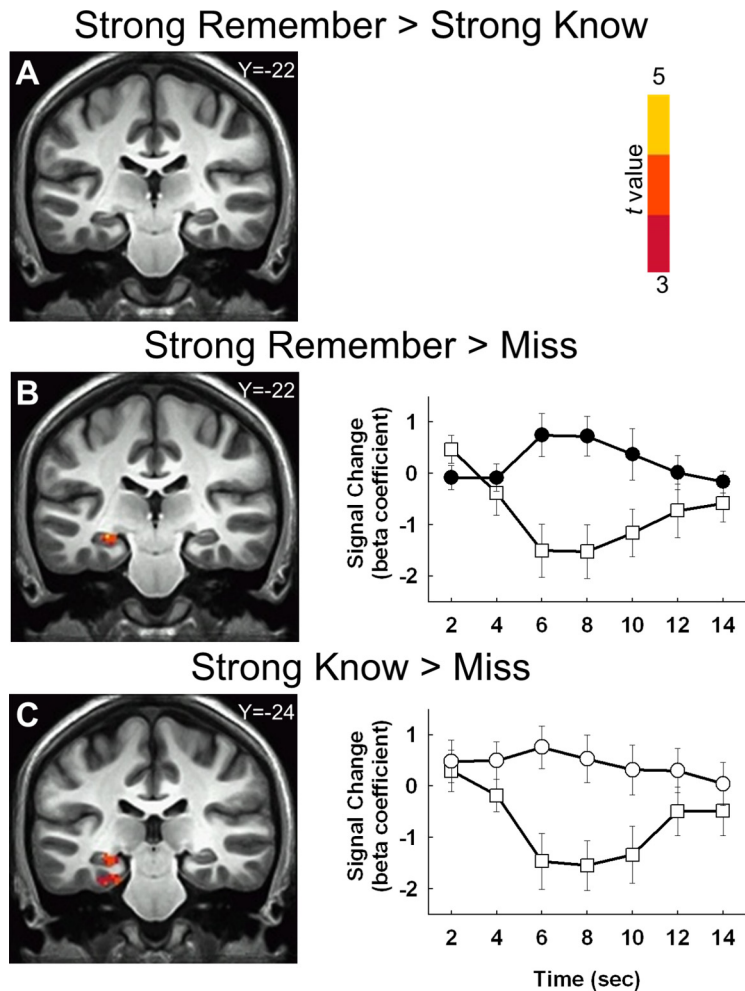 Strong Remember > Strong Know
A
Y=-22
5
t value
3
Strong Remember > Miss
B
Y=-22
Signal Change
(beta coefficient)
1
0
-1
-2
2 4 6 8 10 12 14
Strong Know > Miss
C
Y=-24
Signal Change
(beta coefficient)
1
0
-1
-2
2 4 6 8 10 12 14
Time (sec)